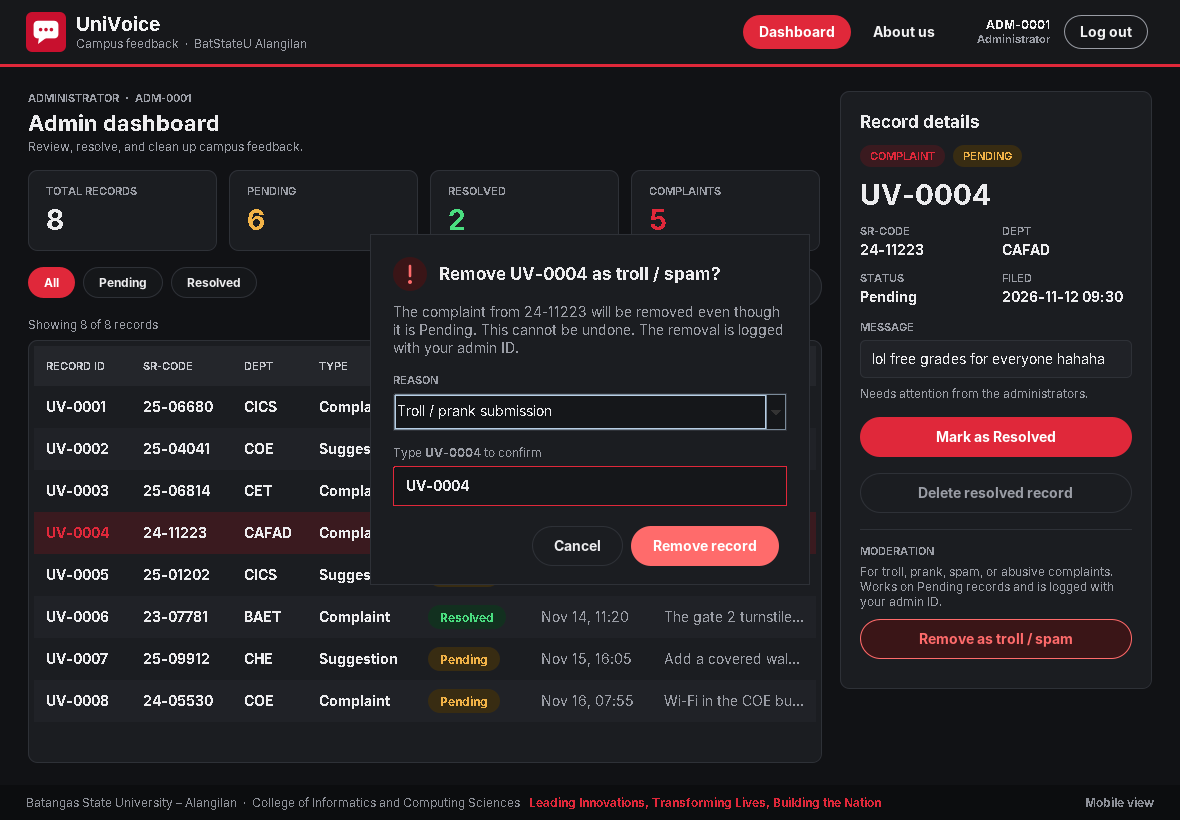 UniVoice
Campus feedback · BatStateU Alangilan
Dashboard
About us
ADM-0001
Administrator
Log out
ADMINISTRATOR · ADM-0001
Admin dashboard
Review, resolve, and clean up campus feedback.
TOTAL RECORDS
8
PENDING
6
RESOLVED
2
COMPLAINTS
5
All
Pending
Resolved
Showing 8 of 8 records
RECORD ID SR-CODE DEPT TYPE
UV-0001 25-06680 CICS Compla
UV-0002 25-04041 COE Sugges
UV-0003 25-06814 CET Compla
UV-0004 24-11223 CAFAD Compla
UV-0005 25-01202 CICS Sugges
UV-0006 23-07781 BAET Complaint Resolved Nov 14, 11:20 The gate 2 turnstile...
UV-0007 25-09912 CHE Suggestion Pending Nov 15, 16:05 Add a covered wal...
UV-0008 24-05530 COE Complaint Pending Nov 16, 07:55 Wi-Fi in the COE bu...
! Remove UV-0004 as troll / spam?
The complaint from 24-11223 will be removed even though
it is Pending. This cannot be undone. The removal is logged
with your admin ID.
REASON
Troll / prank submission
Type UV-0004 to confirm
UV-0004
Cancel
Remove record
Record details
COMPLAINT PENDING
UV-0004
SR-CODE DEPT
24-11223 CAFAD
STATUS FILED
Pending 2026-11-12 09:30
MESSAGE
lol free grades for everyone hahaha
Needs attention from the administrators.
Mark as Resolved
Delete resolved record
MODERATION
For troll, prank, spam, or abusive complaints.
Works on Pending records and is logged with
your admin ID.
Remove as troll / spam
Batangas State University – Alangilan · College of Informatics and Computing Sciences Leading Innovations, Transforming Lives, Building the Nation
Mobile view